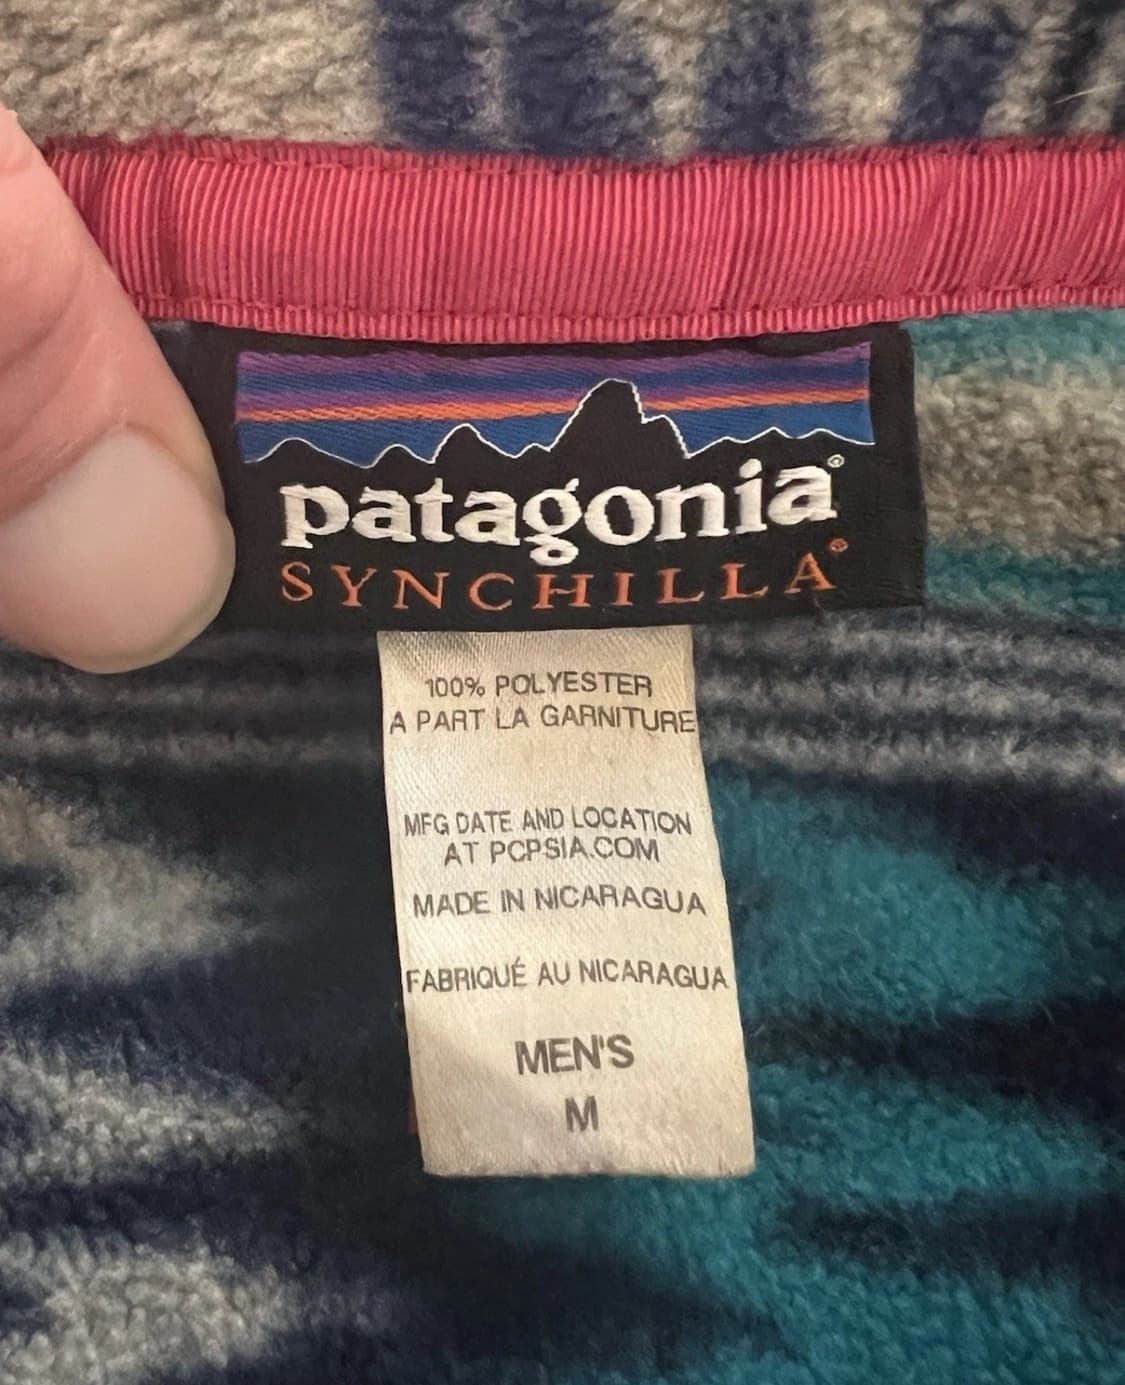 patagonia®
SYNCHILLA®
100% POLYESTER
A PART LA GARNITURE
MFG DATE AND LOCATION
AT PCPSIA.COM
MADE IN NICARAGUA
FABRIQUÉ AU NICARAGUA
MEN'S
M